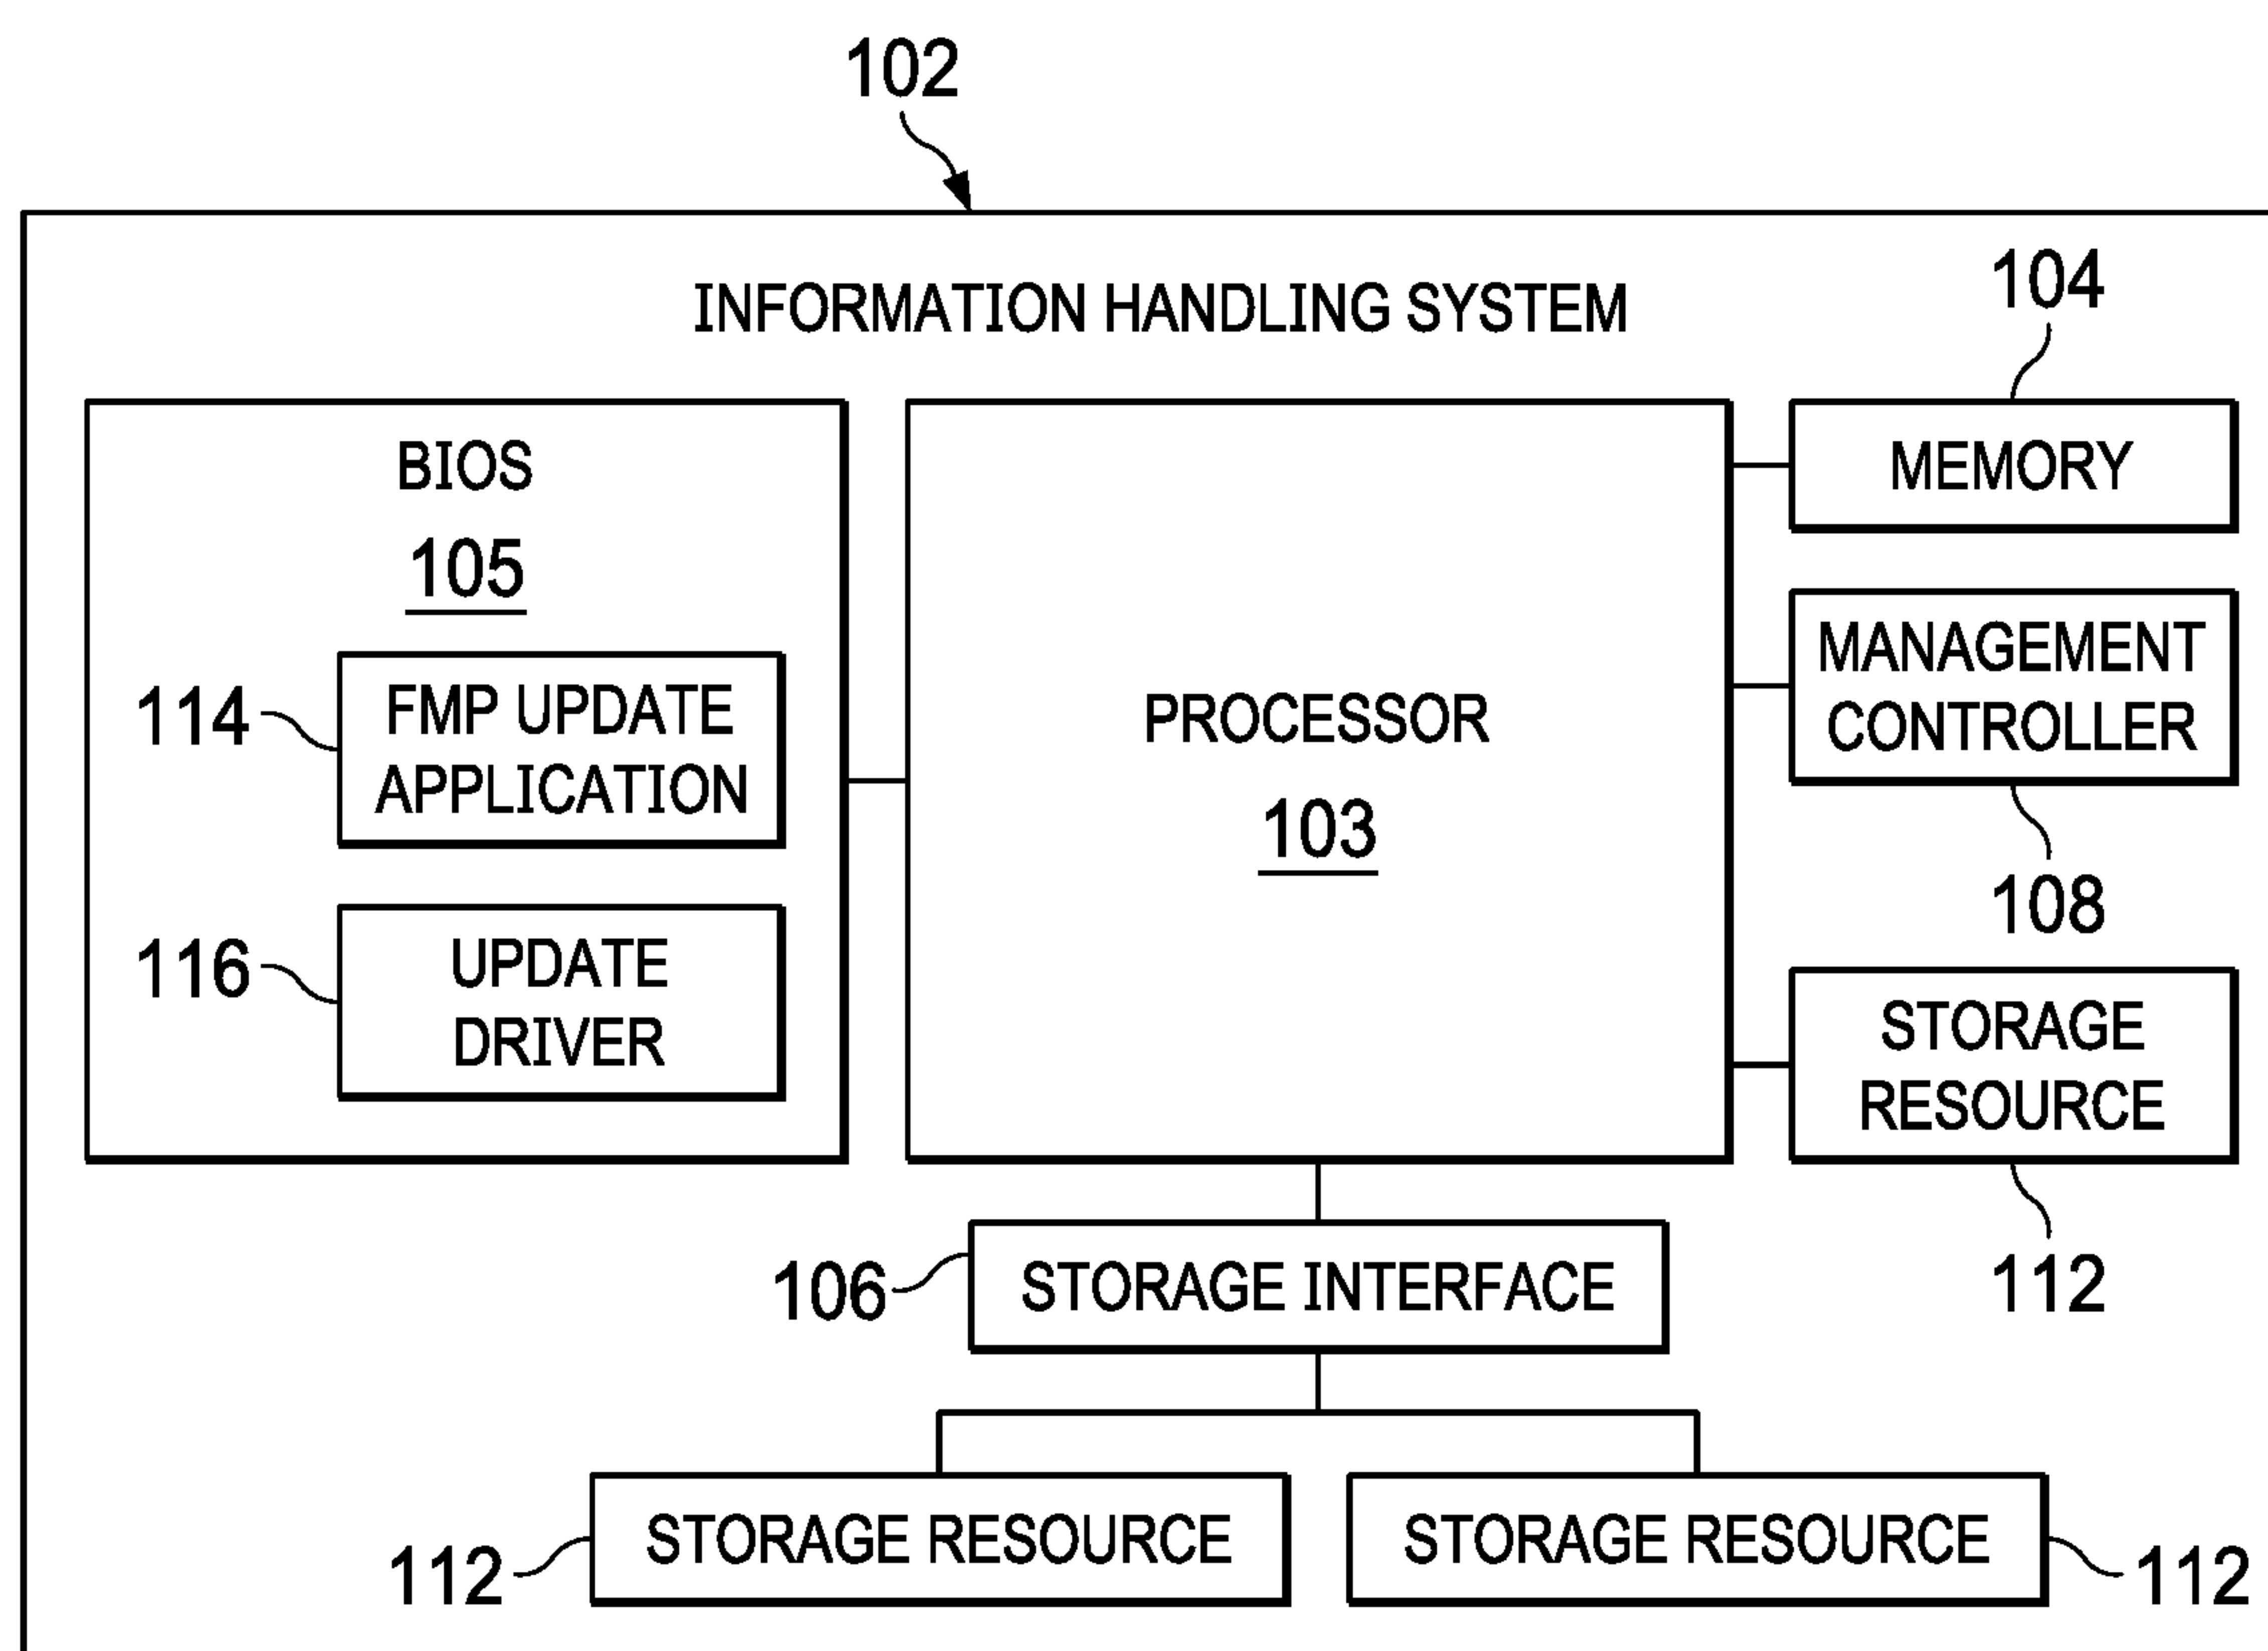 102
INFORMATION HANDLING SYSTEM
104
BIOS
105
114
FMP UPDATE
APPLICATION
116
UPDATE
DRIVER
PROCESSOR
103
MEMORY
MANAGEMENT
CONTROLLER
108
STORAGE
RESOURCE
112
106
STORAGE INTERFACE
112
STORAGE RESOURCE
STORAGE RESOURCE
112